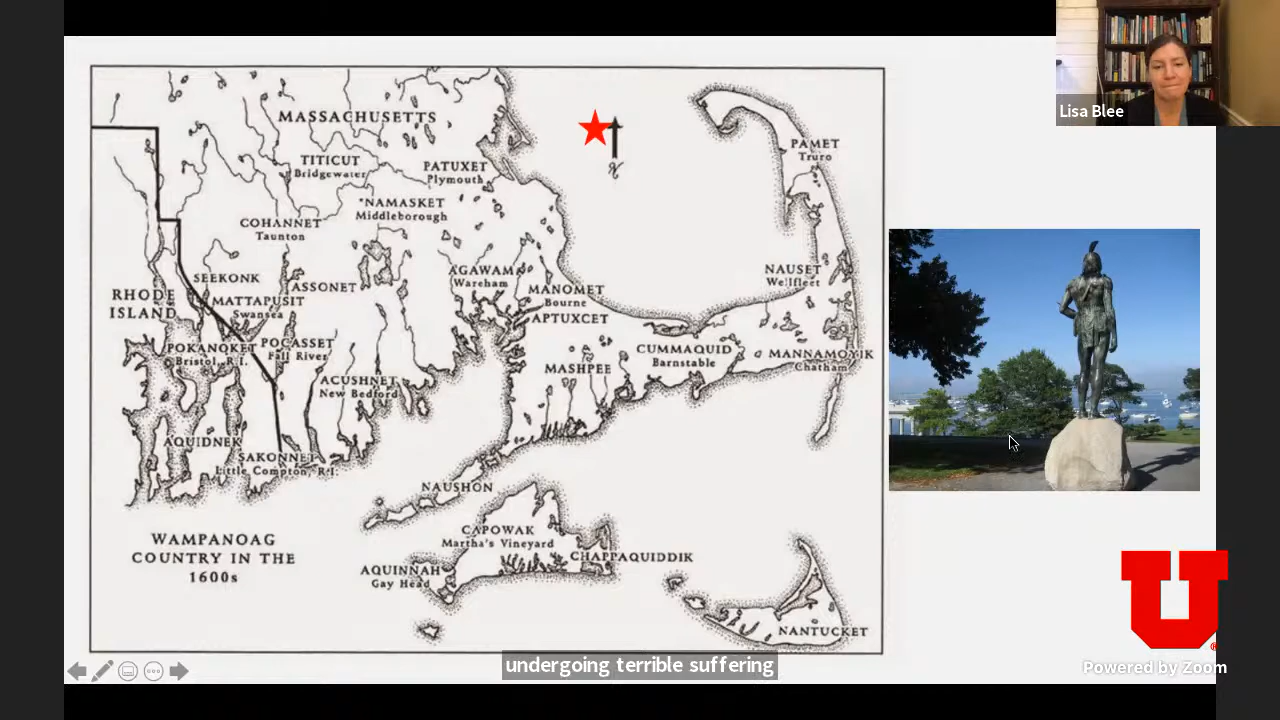 Lisa Blee
MASSACHUSETTS
TITICUT
Bridgewater
PATUXET
Plymouth
PAMET
Truro
"NAMASKET
Middleborough
COHANNET
Taunton
N
SEEKONK
ASSONET
AGAWAM
Wareham
MANOMET
Bourne
NAUSET
Wellfleet
RHODE
ISLAND
MATTAPUSIT
Swansea
APTUXCET
POKANOKET
Bristol, R.I.
POCASSET
Fall River
CUMMAQUID
Barnstable
MANNAMOYIK
Chatham
MASHPEE
ACUSHNET
New Bedford
AQUIDNEK
SAKONNET
Little Compton, R.I.
NAUSHON
WAMPANOAG
COUNTRY IN THE
1600s
CAPOWAK
Martha's Vineyard
CHAPPAQUIDDIK
AQUINNAH
Gay Head
NANTUCKET
undergoing terrible suffering
U
®
Powered by Zoom